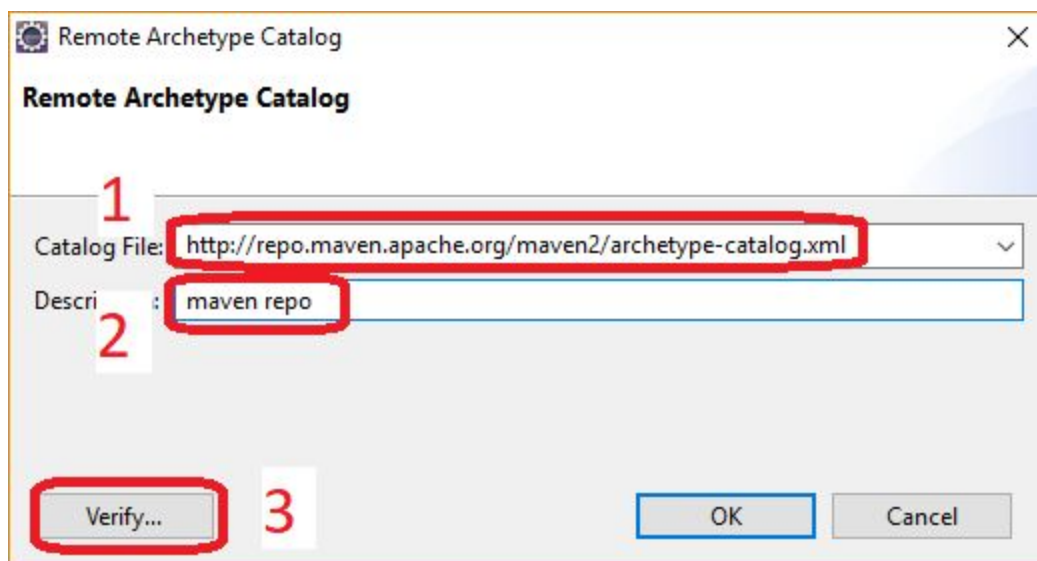 Remote Archetype Catalog
Remote Archetype Catalog
1
Catalog File: http://repo.maven.apache.org/maven2/archetype-catalog.xml
maven repo
2
Verify...
3
OK Cancel